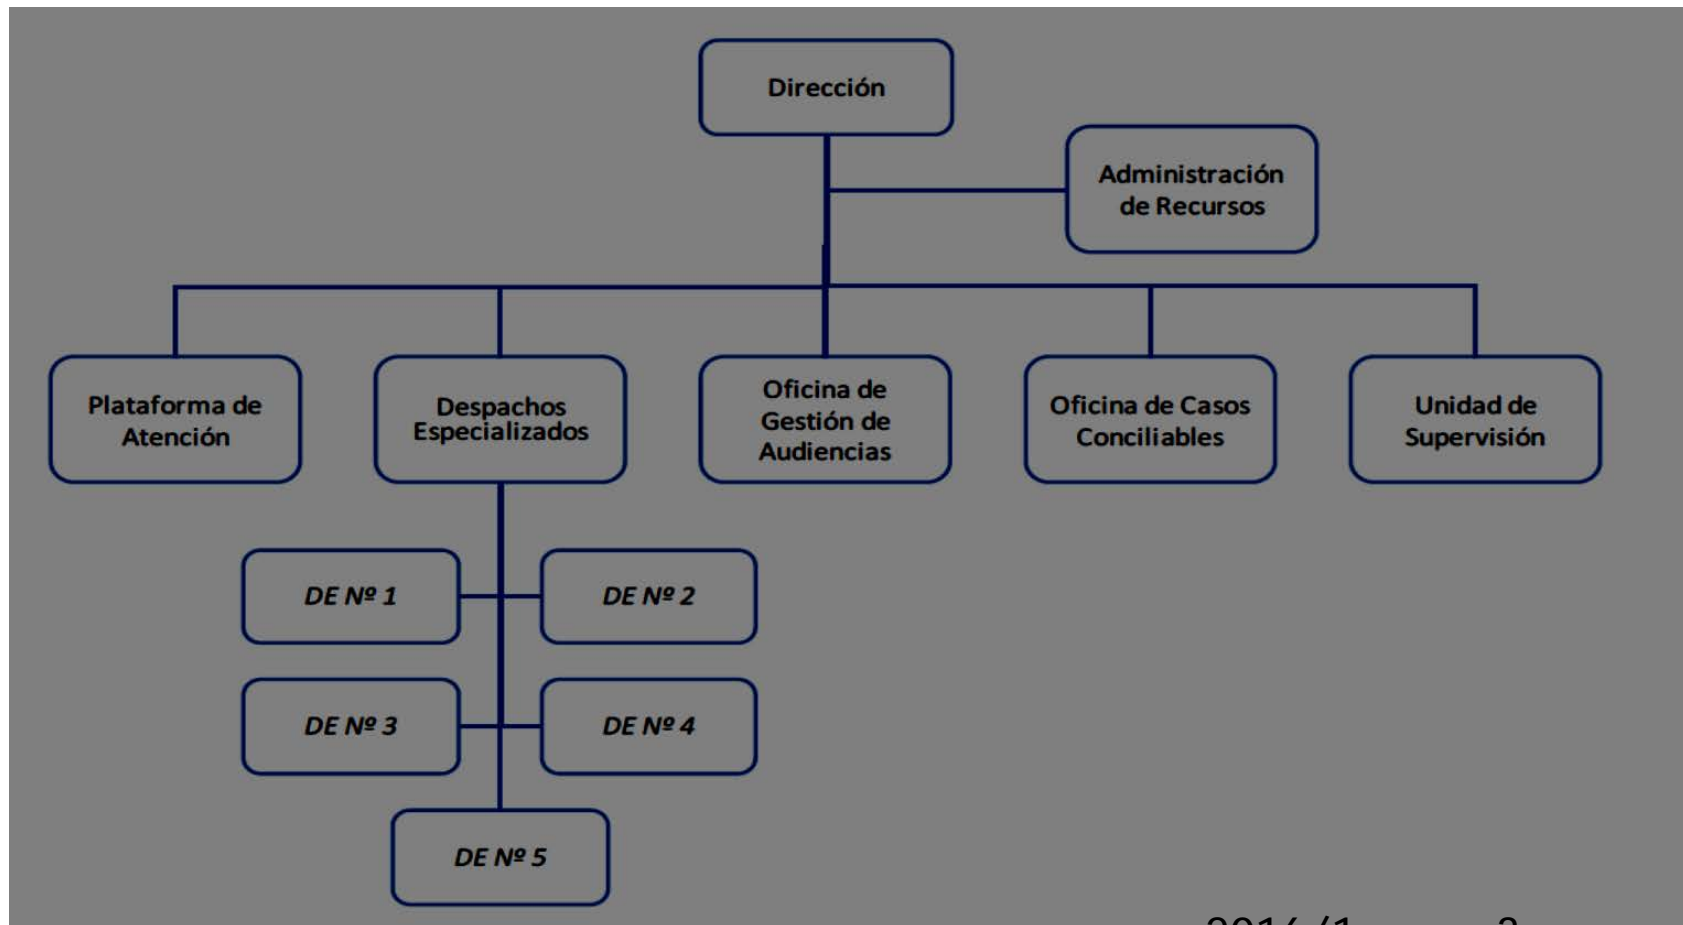 Dirección
Administración
de Recursos
Plataforma de
Atención
Despachos
Especializados
Oficina de
Gestión de
Audiencias
Oficina de Casos
Conciliables
Unidad de
Supervisión
DE Nº 1
DE Nº 2
DE Nº 3
DE Nº 4
DE Nº 5